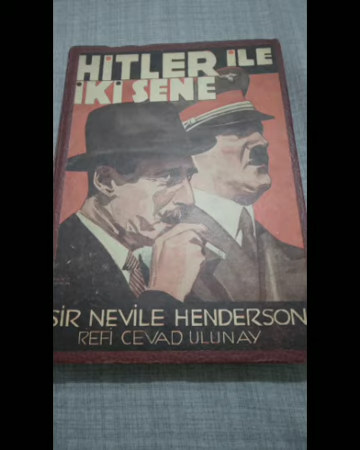 HİTLER İLE
İKİ SENE
SİR NEVİLE HENDERSON
REFİ CEVAD ULUNAY